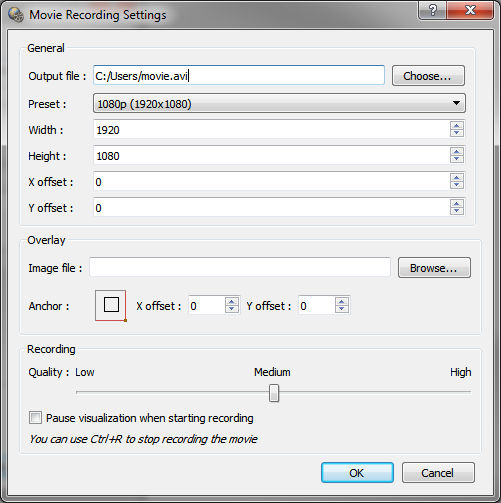 Movie Recording Settings
General
Output file : C:/Users/movie.avi Choose...
Preset : 1080p (1920x1080)
Width : 1920
Height : 1080
X offset : 0
Y offset : 0
Overlay
Image file : Browse...
Anchor : X offset : 0 Y offset : 0
Recording
Quality : Low Medium High
Pause visualization when starting recording
You can use Ctrl+R to stop recording the movie
OK Cancel